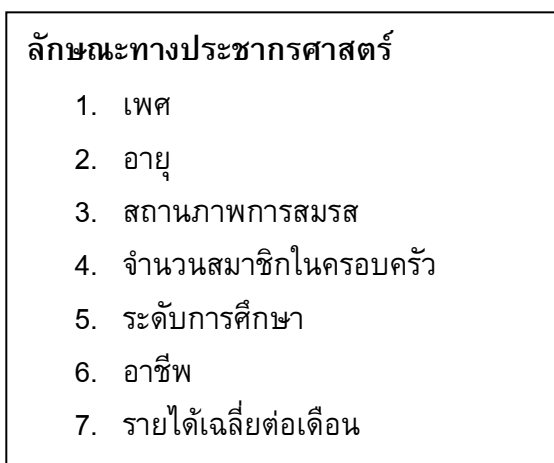 ลักษณะทางประชากรศาสตร์
1. เพศ
2. อายุ
3. สถานภาพการสมรส
4. จำนวนสมาชิกในครอบครัว
5. ระดับการศึกษา
6. อาชีพ
7. รายได้เฉลี่ยต่อเดือน